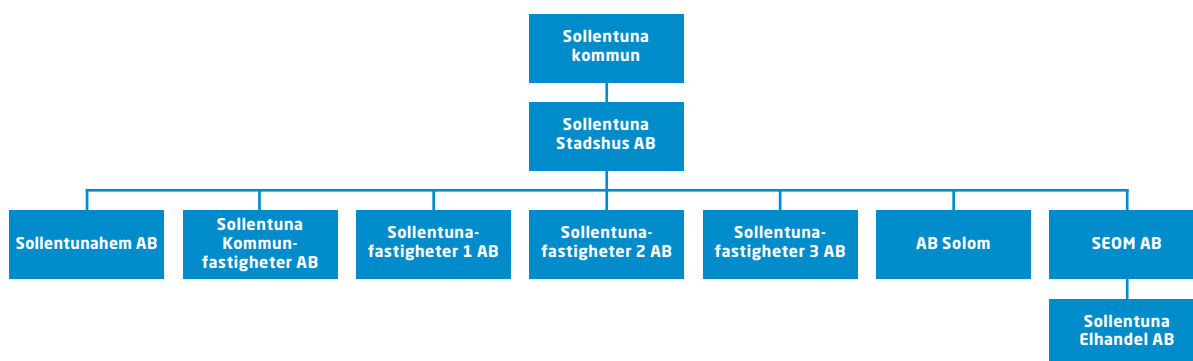 Sollentuna
kommun
Sollentuna
Stadshus AB
Sollentunahem AB
Sollentuna
Kommun-
fastigheter AB
Sollentuna-
fastigheter 1 AB
Sollentuna-
fastigheter 2 AB
Sollentuna-
fastigheter 3 AB
AB Solom
SEOM AB
Sollentuna
Elhandel AB